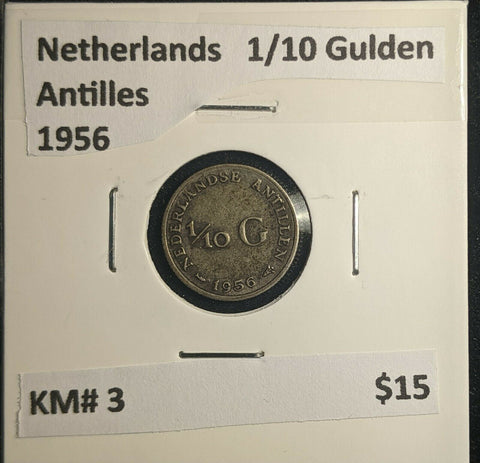 Netherlands 1/10 Gulden
Antilles
1956
NEDERLANDSE ANTILLEN
1/10 G
1956
KM# 3 $15